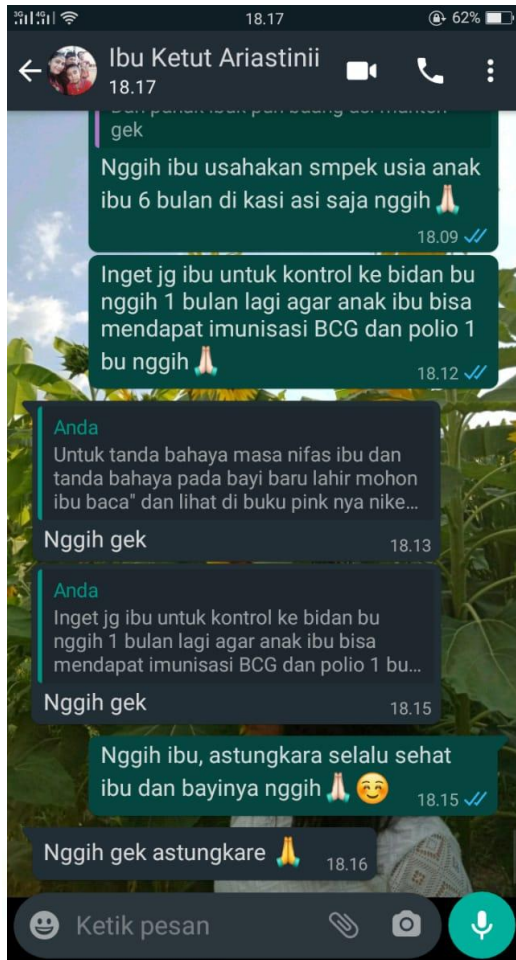 18.17
62%
Ibu Ketut Ariastinii
18.17
gek
Nggih ibu usahakan smpek usia anak
ibu 6 bulan di kasi asi saja nggih 🙏🏻
18.09
Inget jg ibu untuk kontrol ke bidan bu
nggih 1 bulan lagi agar anak ibu bisa
mendapat imunisasi BCG dan polio 1
bu nggih 🙏🏻
18.12
Anda
Untuk tanda bahaya masa nifas ibu dan
tanda bahaya pada bayi baru lahir mohon
ibu baca" dan lihat di buku pink nya nike...
Nggih gek
18.13
Anda
Inget jg ibu untuk kontrol ke bidan bu
nggih 1 bulan lagi agar anak ibu bisa
mendapat imunisasi BCG dan polio 1 bu...
Nggih gek
18.15
Nggih ibu, astungkara selalu sehat
ibu dan bayinya nggih 🙏🏻☺️
18.15
Nggih gek astungkare 🙏
18.16
Ketik pesan